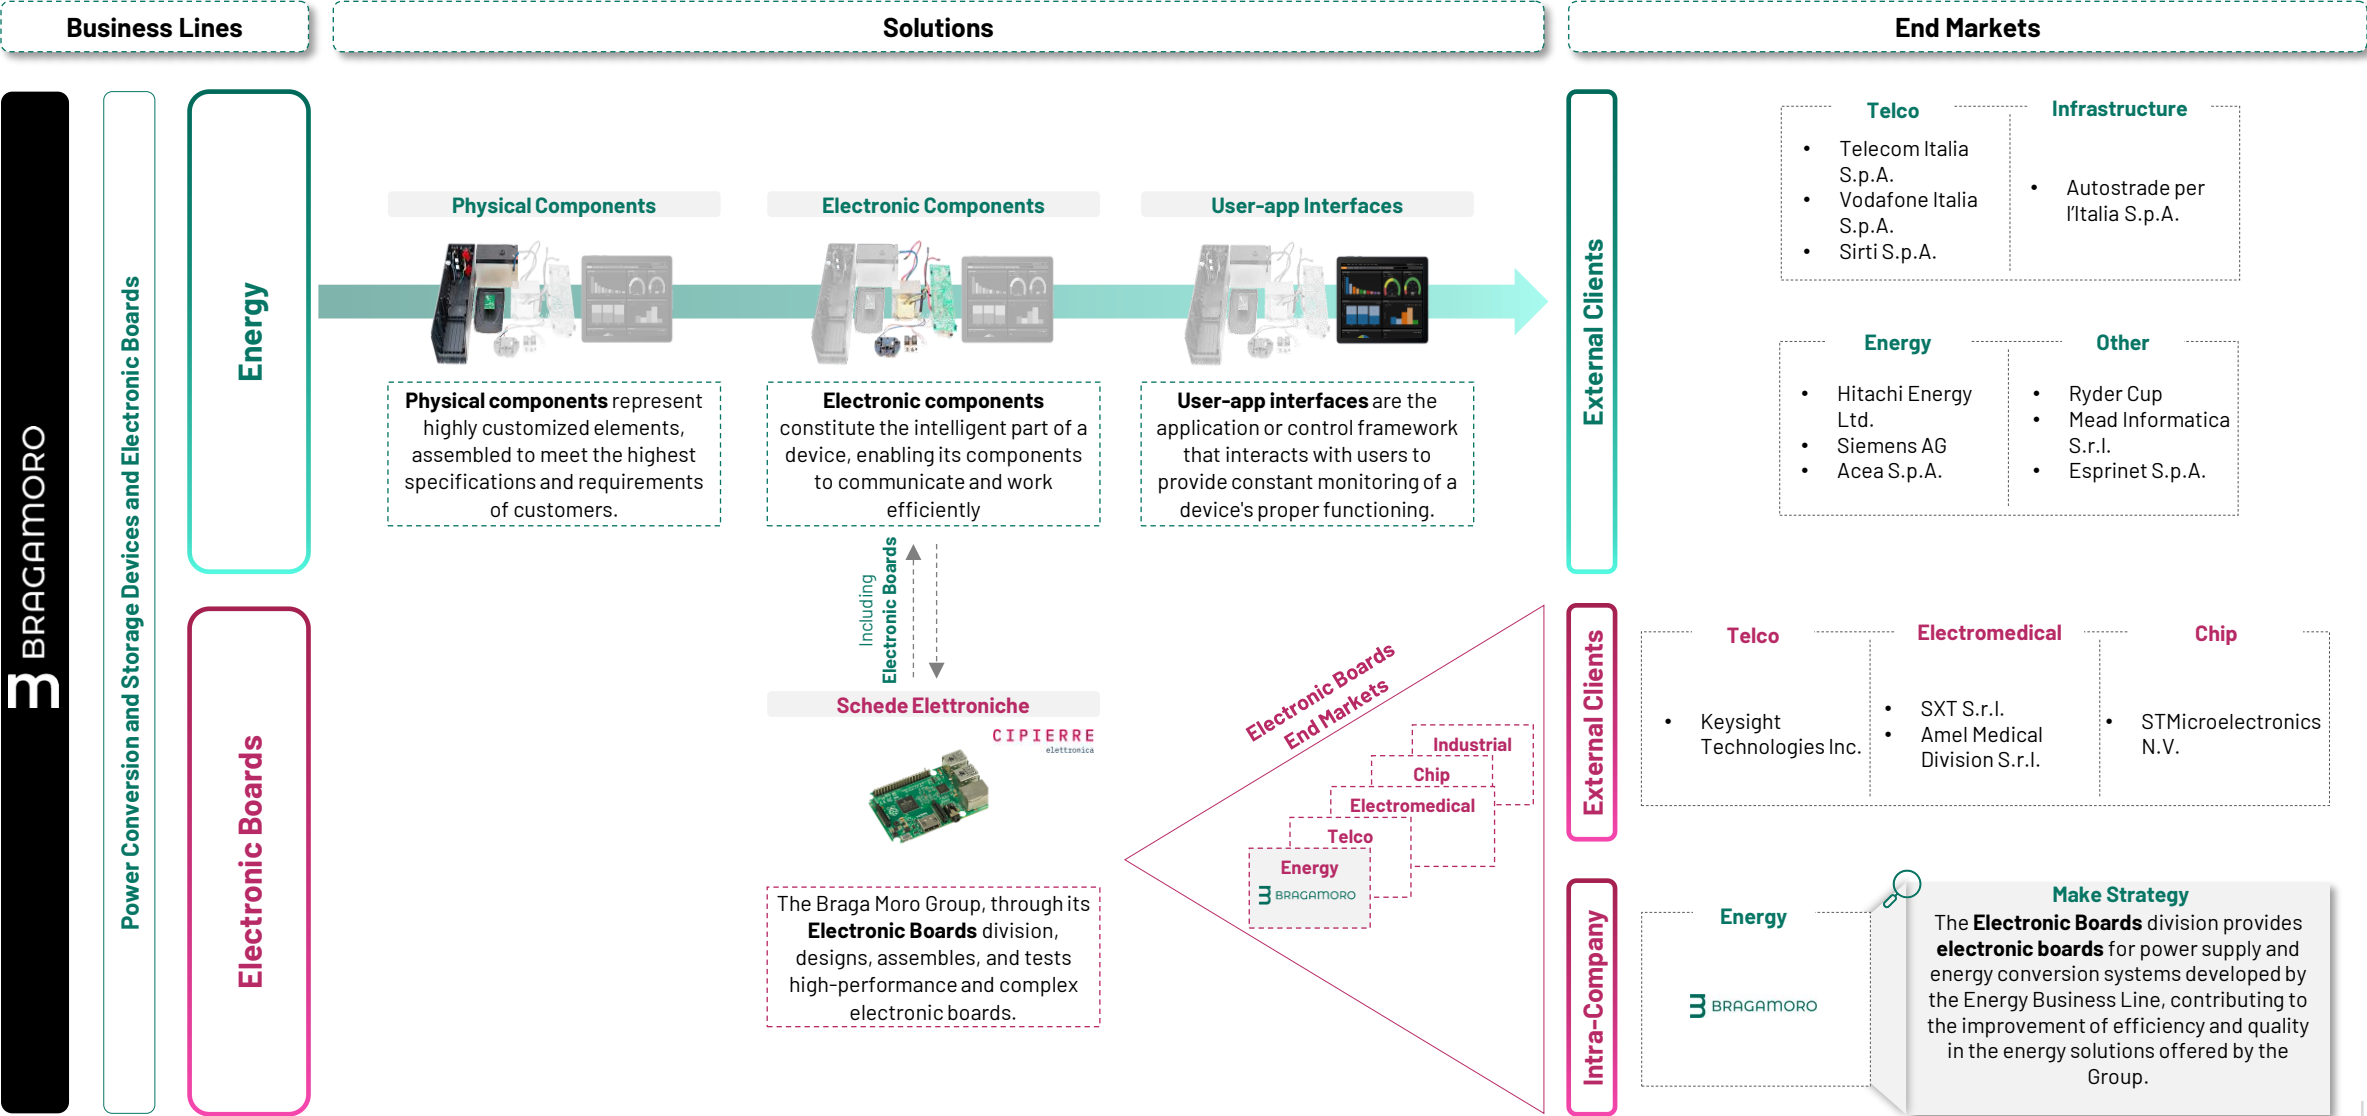 Business Lines
Solutions
End Markets
BRAGAMORO
Power Conversion and Storage Devices and Electronic Boards
Energy
Physical Components
Electronic Components
User-app Interfaces
Physical components represent
highly customized elements,
assembled to meet the highest
specifications and requirements
of customers.
Electronic components
constitute the intelligent part of a
device, enabling its components
to communicate and work
efficiently
User-app interfaces are the
application or control framework
that interacts with users to
provide constant monitoring of a
device's proper functioning.
External Clients
Telco
• Telecom Italia
S.p.A.
• Vodafone Italia
S.p.A.
• Sirti S.p.A.
Infrastructure
• Autostrade per
l'Italia S.p.A.
Energy
• Hitachi Energy
Ltd.
• Siemens AG
• Acea S.p.A.
Other
• Ryder Cup
• Mead Informatica
S.r.l.
• Esprinet S.p.A.
Including
Electronic Boards
Electronic Boards
Schede Elettroniche
CIPIERRE
elettronica
The Braga Moro Group, through its
Electronic Boards division,
designs, assembles, and tests
high-performance and complex
electronic boards.
Electronic Boards
End Markets
Industrial
Chip
Electromedical
Telco
Energy
BRAGAMORO
External Clients
Telco
• Keysight
Technologies Inc.
Electromedical
• SXT S.r.l.
• Amel Medical
Division S.r.l.
Chip
• STMicroelectronics
N.V.
Intra-Company
Energy
BRAGAMORO
Make Strategy
The Electronic Boards division provides
electronic boards for power supply and
energy conversion systems developed by
the Energy Business Line, contributing to
the improvement of efficiency and quality
in the energy solutions offered by the
Group.